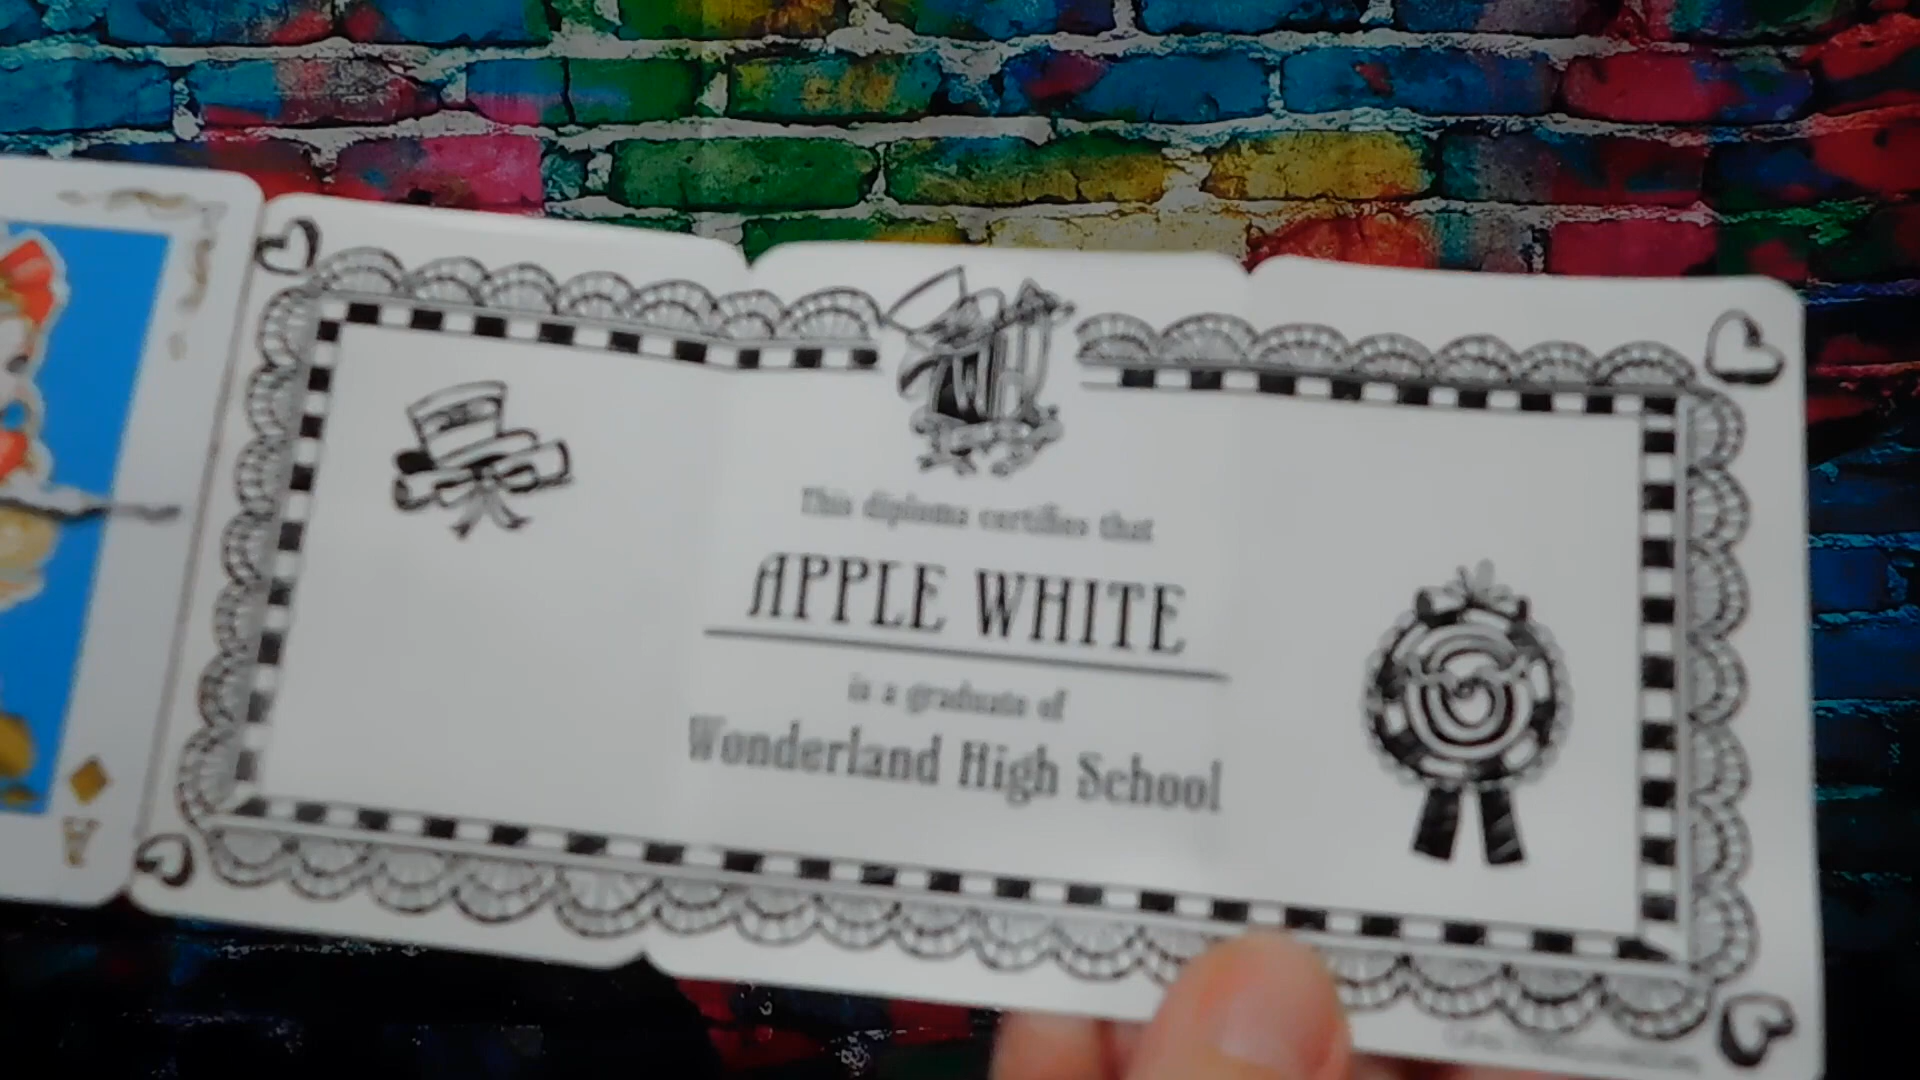 This diploma certifies that
APPLE WHITE
is a graduate of
Wonderland High School